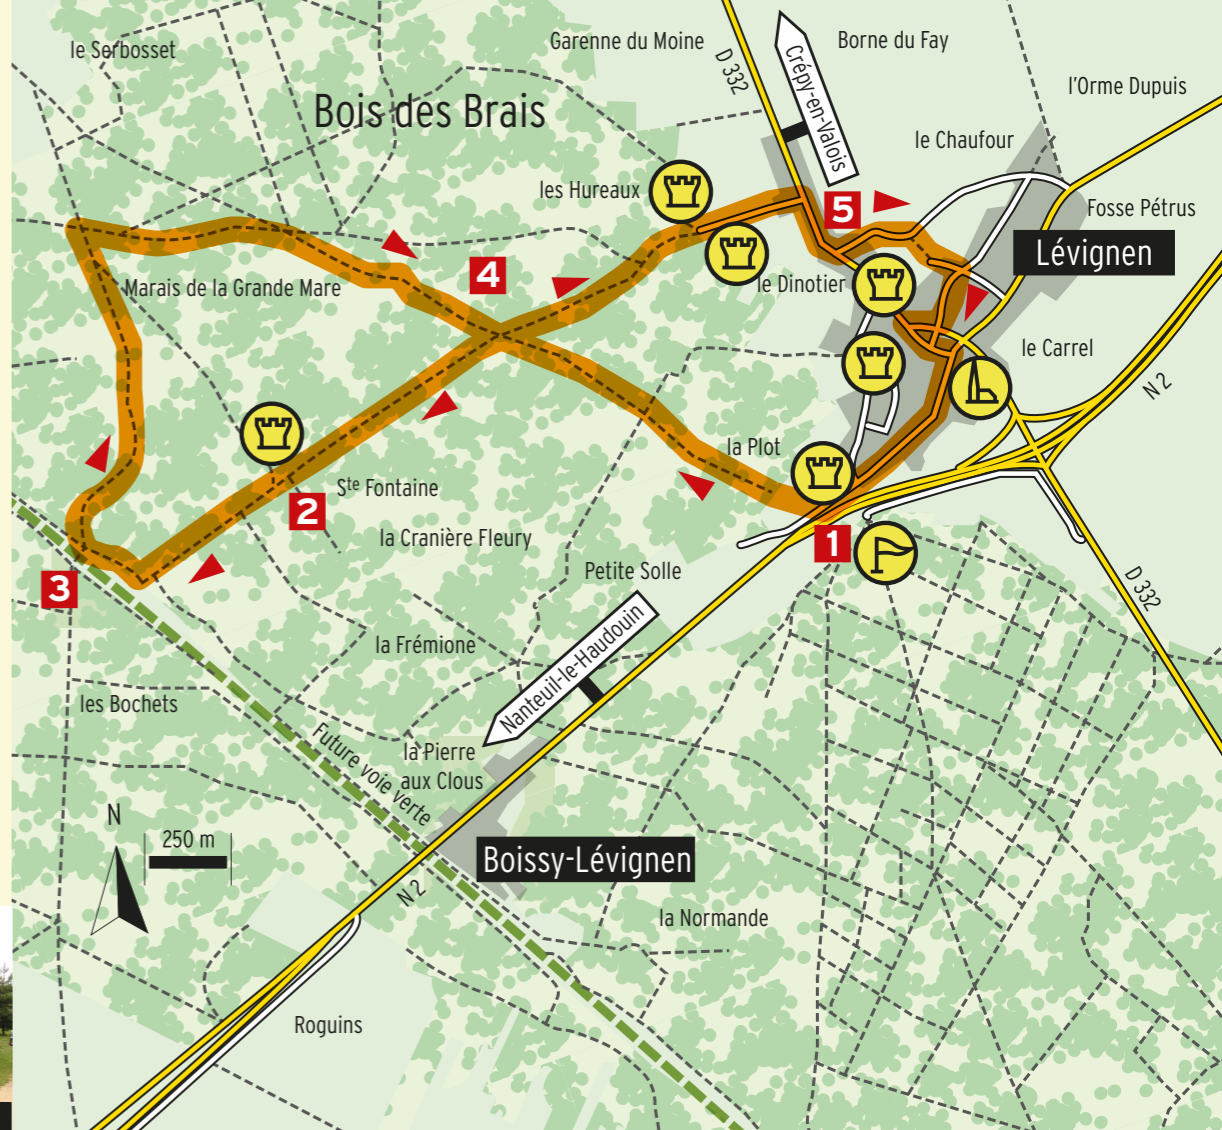 le Serbosset
Garenne du Moine
D 332
Crépy-en-Valois
Borne du Fay
l'Orme Dupuis
Bois des Brais
le Chaufour
les Hureaux
5
Fosse Pétrus
Lévignen
4
Marais de la Grande Mare
le Dinotier
le Carrel
N 2
la Plot
Ste Fontaine
2
la Cranière Fleury
1
Petite Solle
3
D 332
Nanteuil-le-Haudouin
la Frémione
les Bochets
Future voie verte
la Pierre
aux Clous
N
250 m
Boissy-Lévignen
N 2
la Normande
Roguins